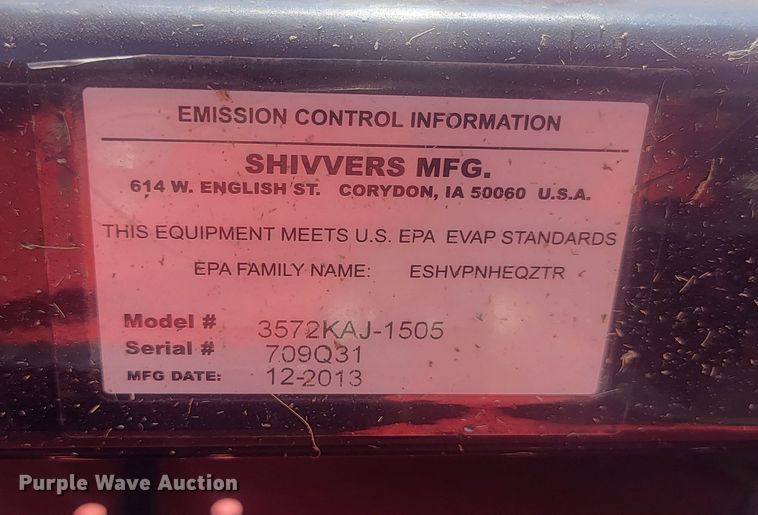 EMISSION CONTROL INFORMATION
SHIVVERS MFG.
614 W. ENGLISH ST. CORYDON, IA 50060 U.S.A.
THIS EQUIPMENT MEETS U.S. EPA EVAP STANDARDS
EPA FAMILY NAME: ESHVPNHEQZTR
Model # 3572KAJ-1505
Serial # 709Q31
MFG DATE: 12-2013
Purple Wave Auction